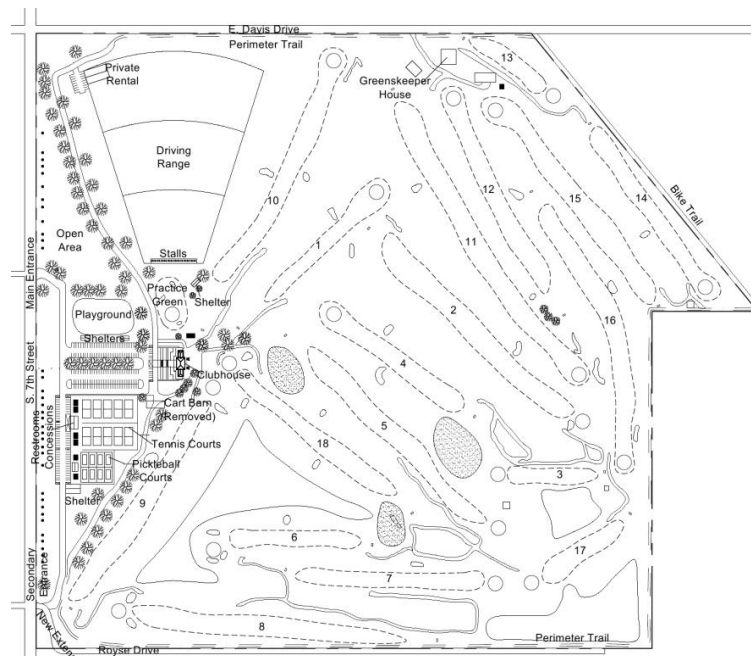 E. Davis Drive
Perimeter Trail
Private
Rental
13
Greenskeeper
House
Driving
Range
12
14
10
15
Bike Trail
Open
Area
1
11
Stalls
Main Entrance
Practice
Green
Shelter
2
Playground
16
Shelters
4
S. 7th Street
Clubhouse
Cart Barn
(Removed)
5
Restrooms
Concessions
Tennis Courts
18
Pickleball
Courts
3
9
Shelter
6
17
Secondary
Entrance
7
8
New Exten
Royse Drive
Perimeter Trail